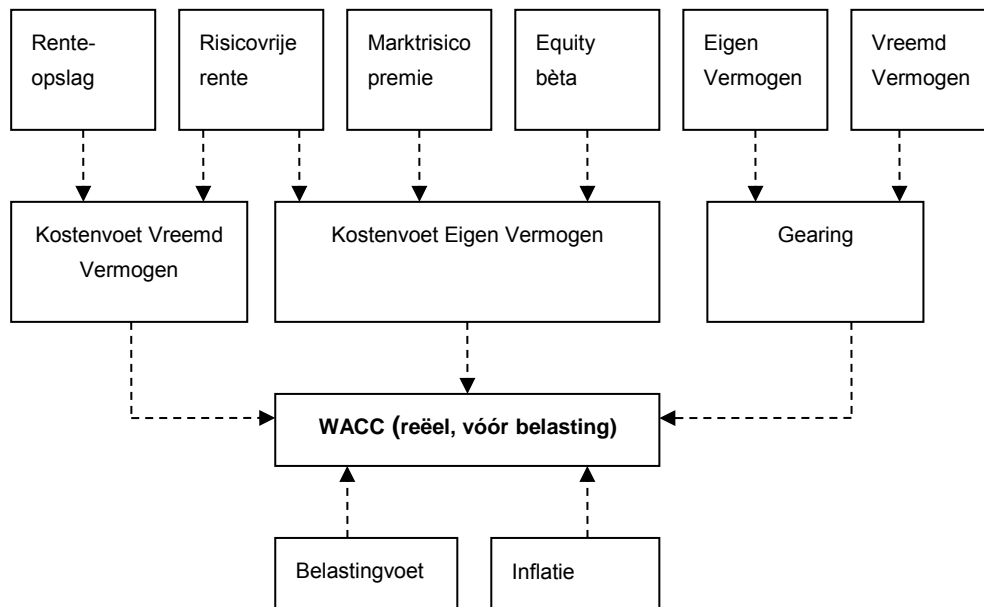 Rente-
opslag
Risicovrije
rente
Marktrisico
premie
Equity
bèta
Eigen
Vermogen
Vreemd
Vermogen
Kostenvoet Vreemd
Vermogen
Kostenvoet Eigen Vermogen
Gearing
WACC (reëel, vóór belasting)
Belastingvoet
Inflatie